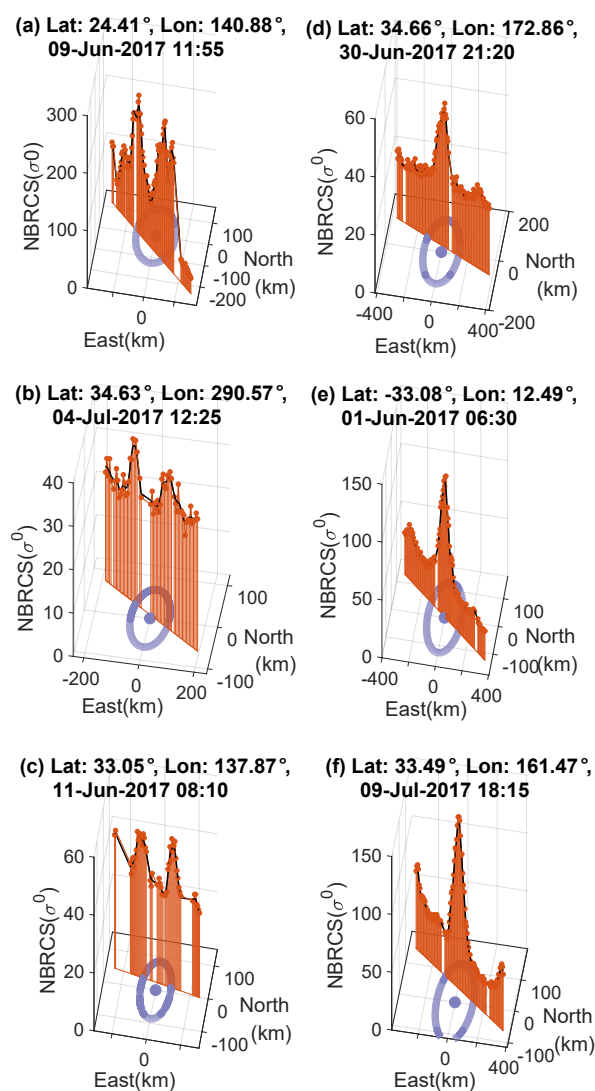 (a) Lat: 24.41°, Lon: 140.88°,
09-Jun-2017 11:55
300
200
100
0
NBRCS(σ0)
100
0
-100
-200
North
(km)
0
East(km)
(d) Lat: 34.66°, Lon: 172.86°,
30-Jun-2017 21:20
60
40
20
0
NBRCS(σ⁰)
200
0
-200
North
(km)
-400
0
400
East(km)
(b) Lat: 34.63°, Lon: 290.57°,
04-Jul-2017 12:25
40
30
20
10
0
NBRCS(σ⁰)
100
0
-100
North
(km)
-200
0
200
East(km)
(e) Lat: -33.08°, Lon: 12.49°,
01-Jun-2017 06:30
150
100
50
0
NBRCS(σ⁰)
100
0
-100
North
(km)
-400
0
400
East(km)
(c) Lat: 33.05°, Lon: 137.87°,
11-Jun-2017 08:10
60
40
20
0
NBRCS(σ⁰)
100
0
-100
North
(km)
0
East(km)
(f) Lat: 33.49°, Lon: 161.47°,
09-Jul-2017 18:15
150
100
50
0
NBRCS(σ⁰)
100
0
-100
North
(km)
0
400
East(km)